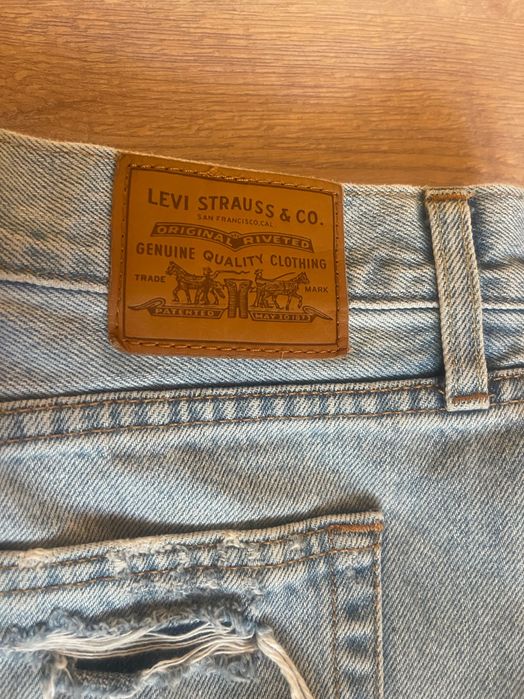 LEVI STRAUSS & CO.
SAN FRANCISCO, CAL.
ORIGINAL RIVETED
GENUINE QUALITY CLOTHING
TRADE MARK
PATENTED MAY 20 1873